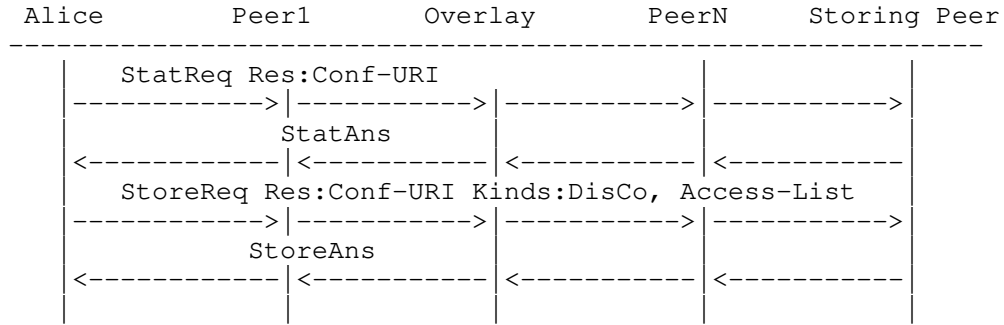 Alice Peer1 Overlay PeerN Storing Peer
StatReq Res:Conf-URI
StatAns
StoreReq Res:Conf-URI Kinds:DisCo, Access-List
StoreAns